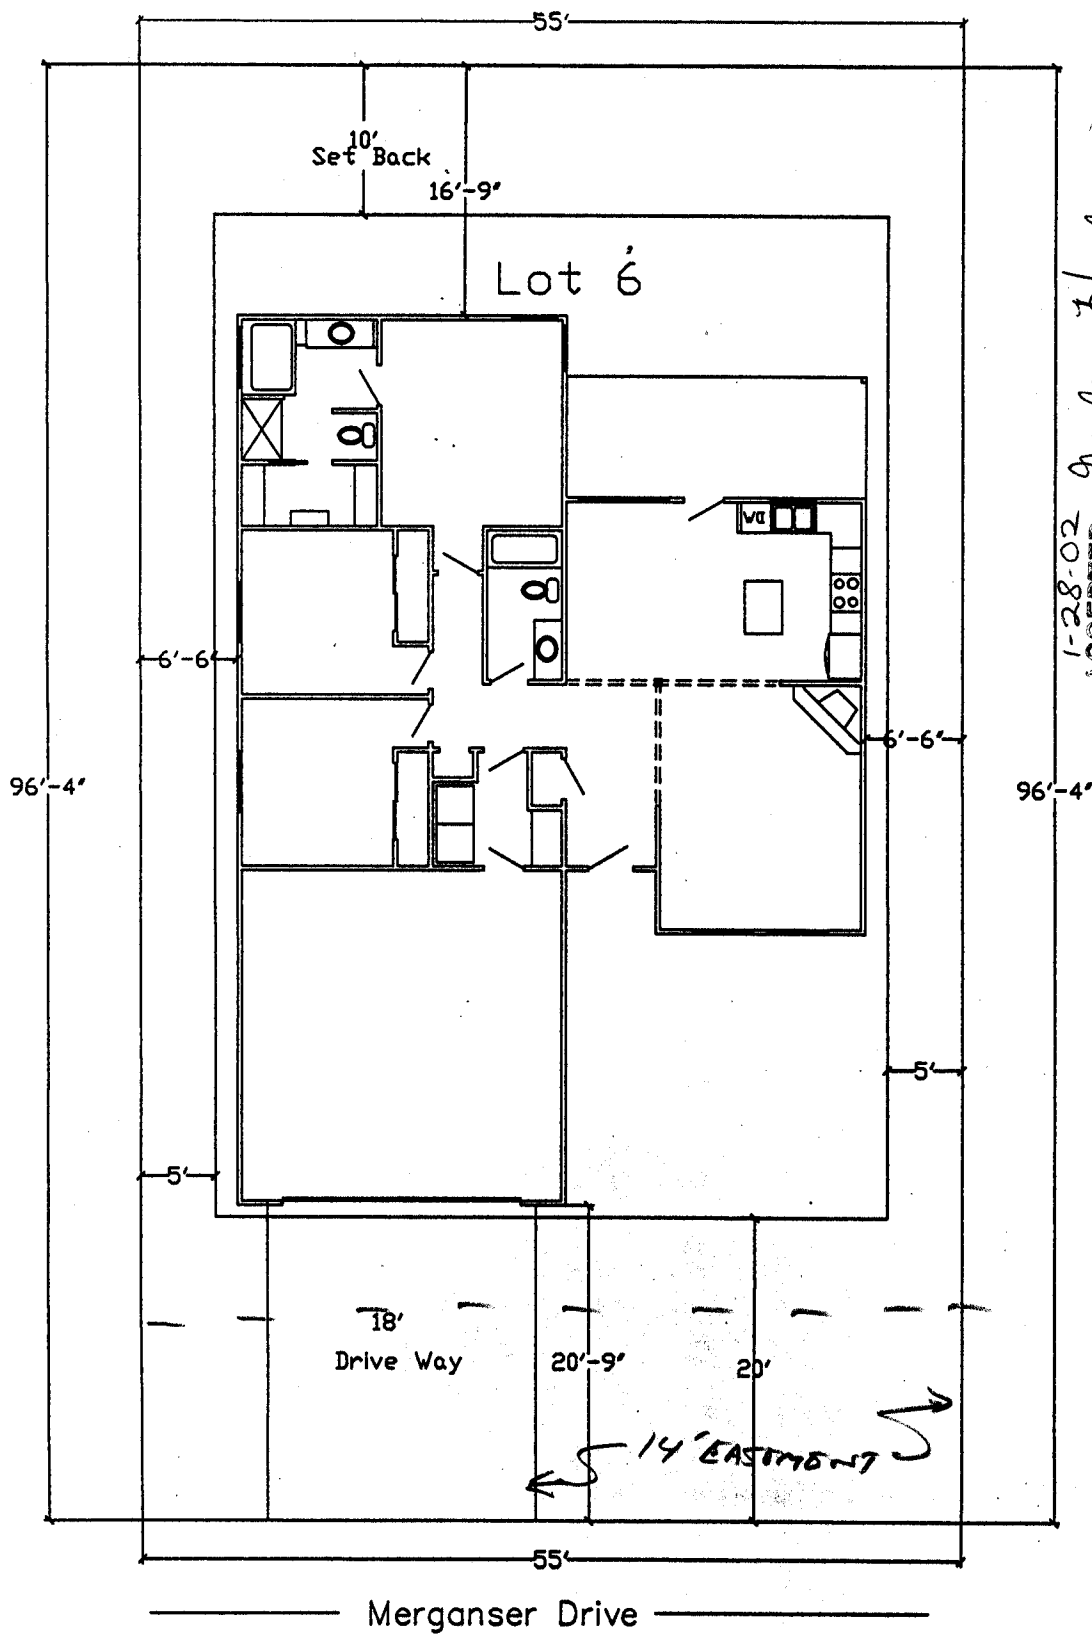 55'
10'
Set Back
16'-9"
Lot 6
DW
6'-6"
6'-6"
96'-4"
96'-4"
1-28-02
5'
5'
18'
Drive Way
20'-9"
20'
14' EASEMENT
55'
Merganser Drive